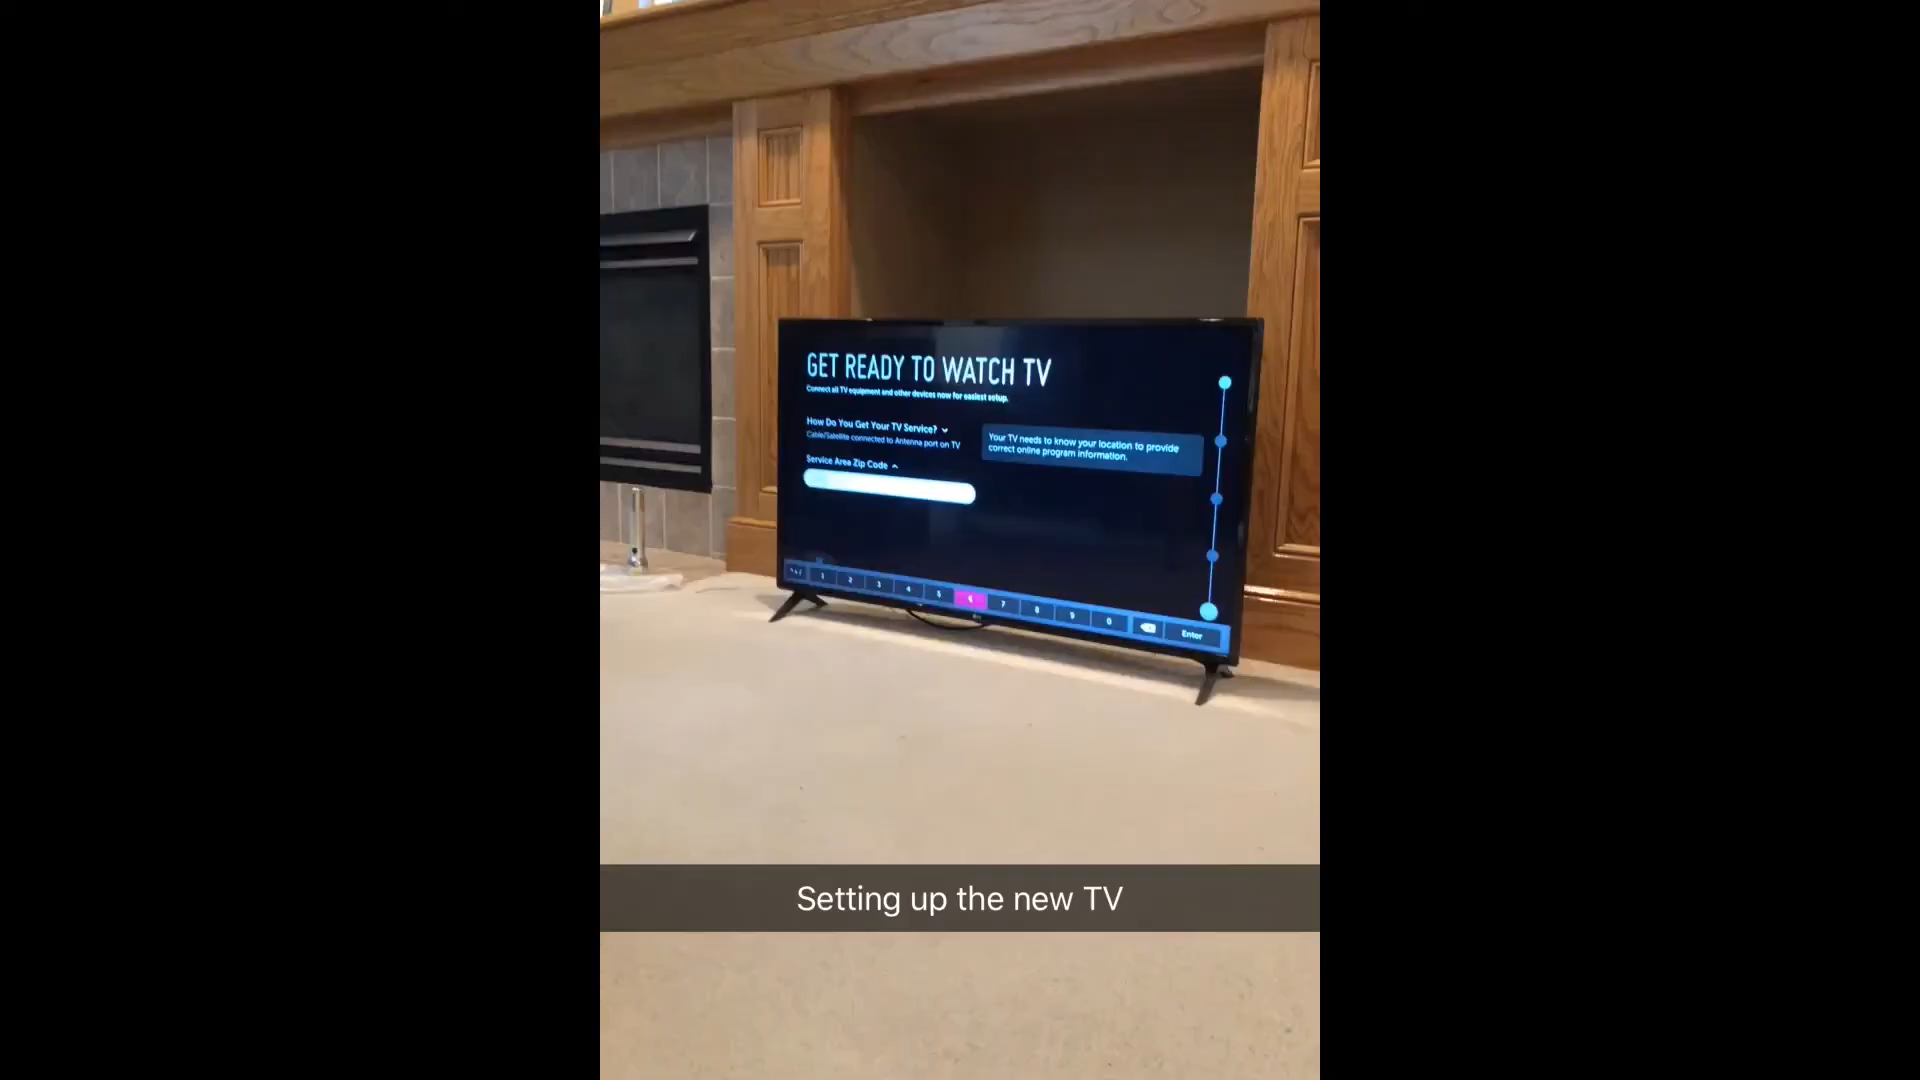 GET READY TO WATCH TV
Connect all TV equipment and other devices now for easiest setup.
How Do You Get Your TV Service?
Cable/Satellite connected to Antenna port on TV
Your TV needs to know your location to provide
correct online program information.
Service Area Zip Code
1 2 3 4 5 6 7 8 9 0 Enter
Setting up the new TV